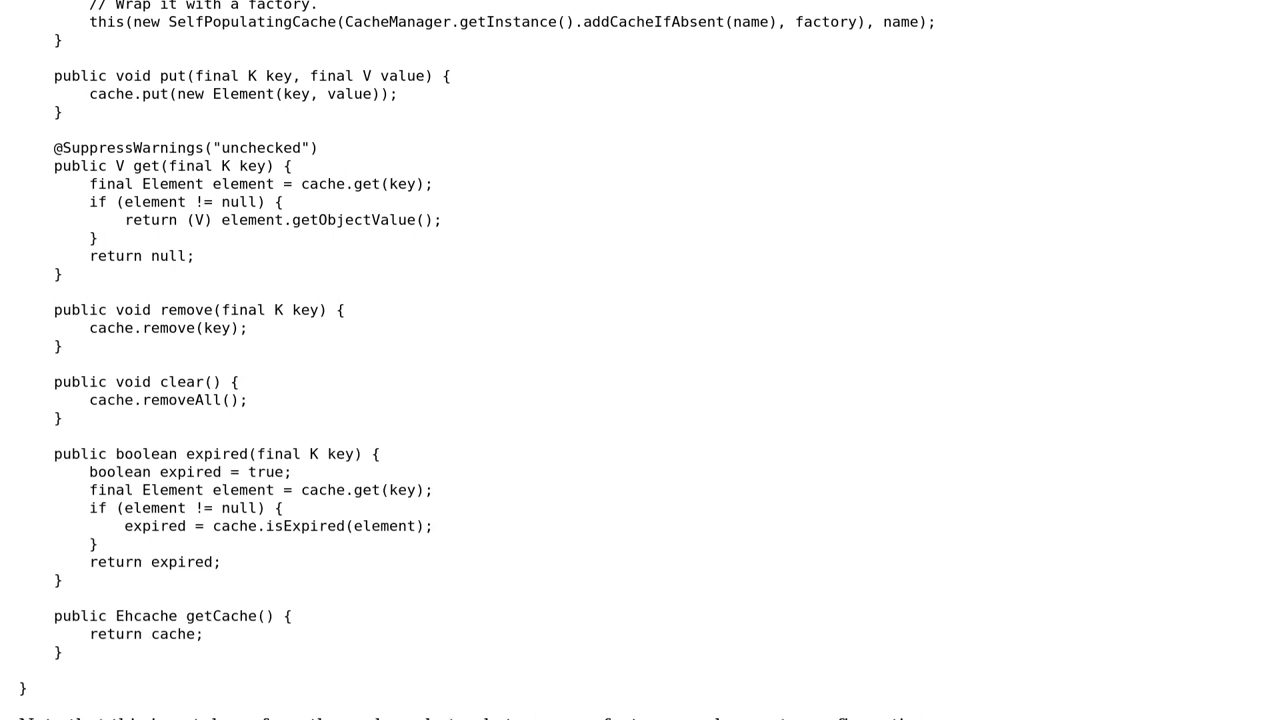 // Wrap it with a factory.
this(new SelfPopulatingCache(CacheManager.getInstance().addCacheIfAbsent(name), factory), name);
}
public void put(final K key, final V value) {
cache.put(new Element(key, value));
}
@SuppressWarnings("unchecked")
public V get(final K key) {
final Element element = cache.get(key);
if (element != null) {
return (V) element.getObjectValue();
}
return null;
}
public void remove(final K key) {
cache.remove(key);
}
public void clear() {
cache.removeAll();
}
public boolean expired(final K key) {
boolean expired = true;
final Element element = cache.get(key);
if (element != null) {
expired = cache.isExpired(element);
}
return expired;
}
public Ehcache getCache() {
return cache;
}
}